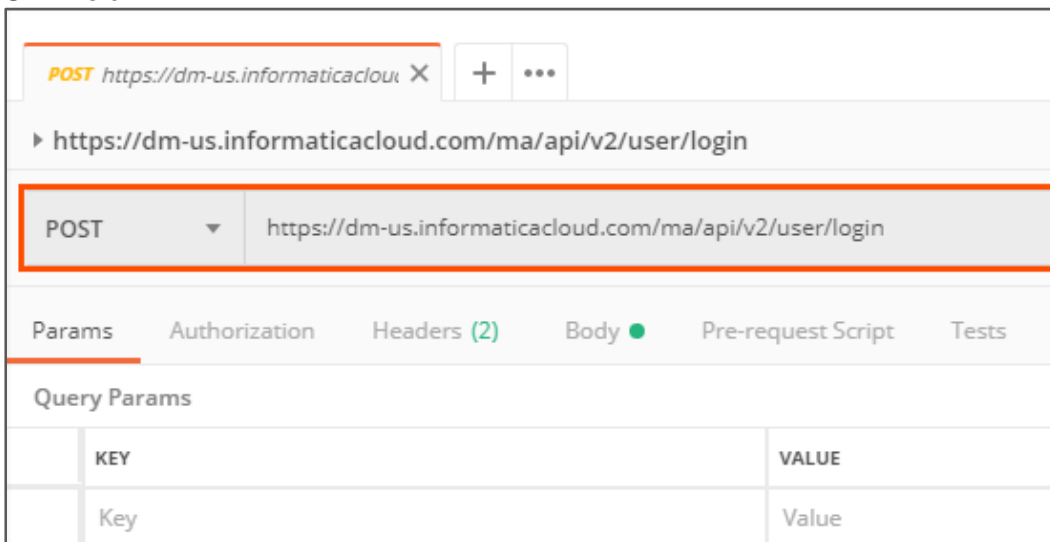 POST https://dm-us.informaticaclou ✕ + •••
https://dm-us.informaticacloud.com/ma/api/v2/user/login
POST https://dm-us.informaticacloud.com/ma/api/v2/user/login
Params Authorization Headers (2) Body Pre-request Script Tests
Query Params
KEY VALUE
Key Value